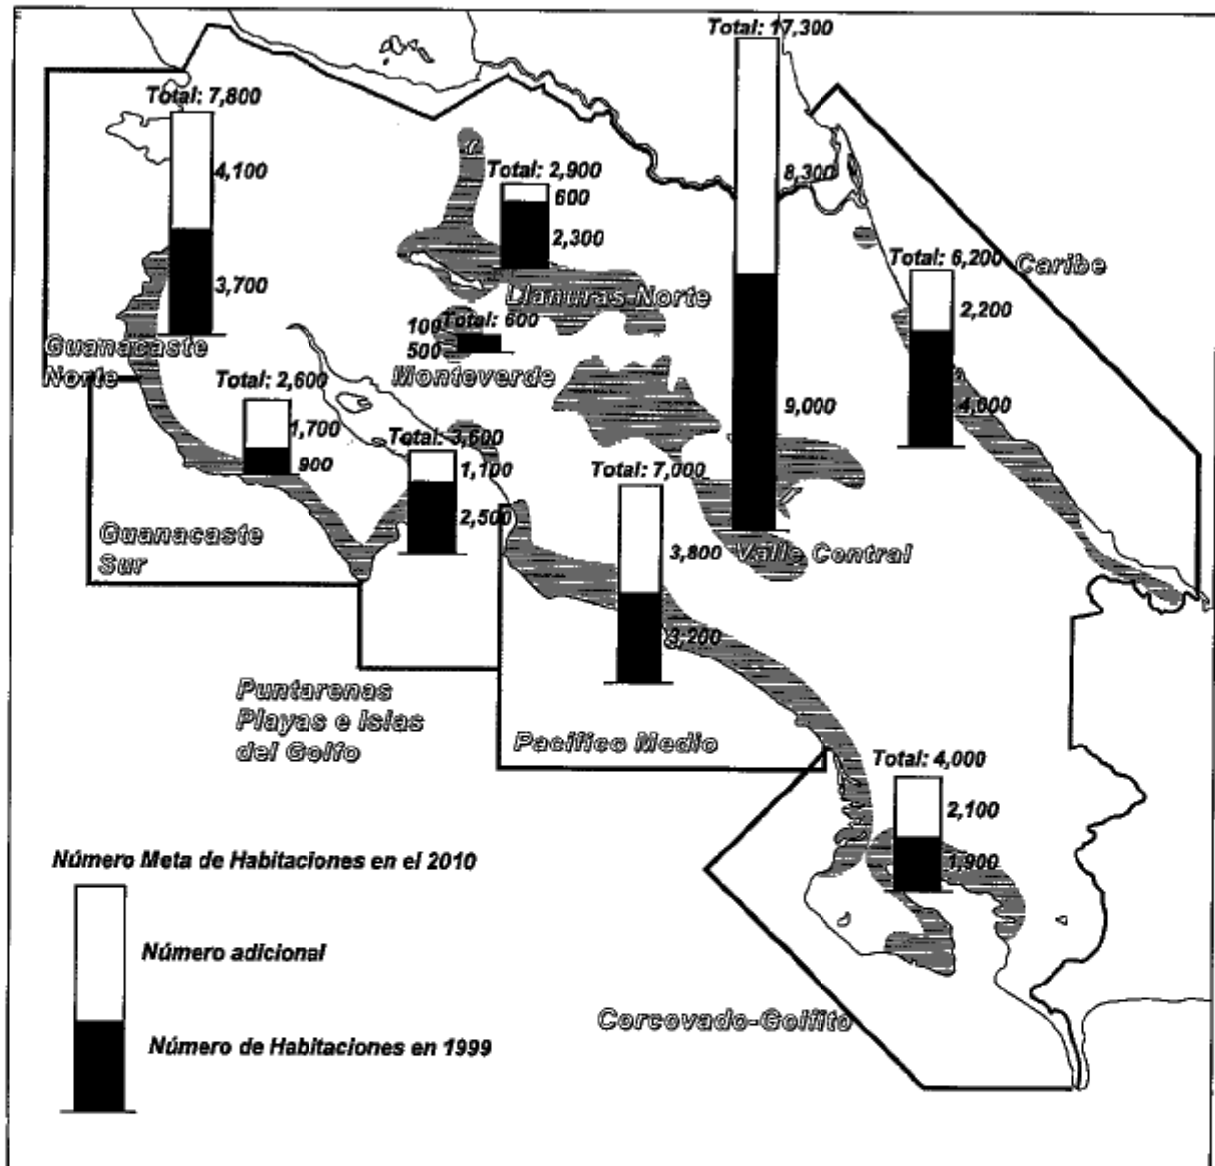 Total: 17,300
8,300
9,000
Valle Central
Total: 7,800
4,100
3,700
Guanacaste
Norte
Total: 2,900
600
2,300
Llanuras Norte
Total: 600
100
500
Monteverde
Total: 6,200
2,200
4,000
Caribe
Total: 2,600
1,700
900
Guanacaste
Sur
Total: 3,600
1,100
2,500
Puntarenas
Playas e Islas
del Golfo
Total: 7,000
3,800
3,200
Pacífico Medio
Total: 4,000
2,100
1,900
Corcovado-Golfito
Número Meta de Habitaciones en el 2010
Número adicional
Número de Habitaciones en 1999